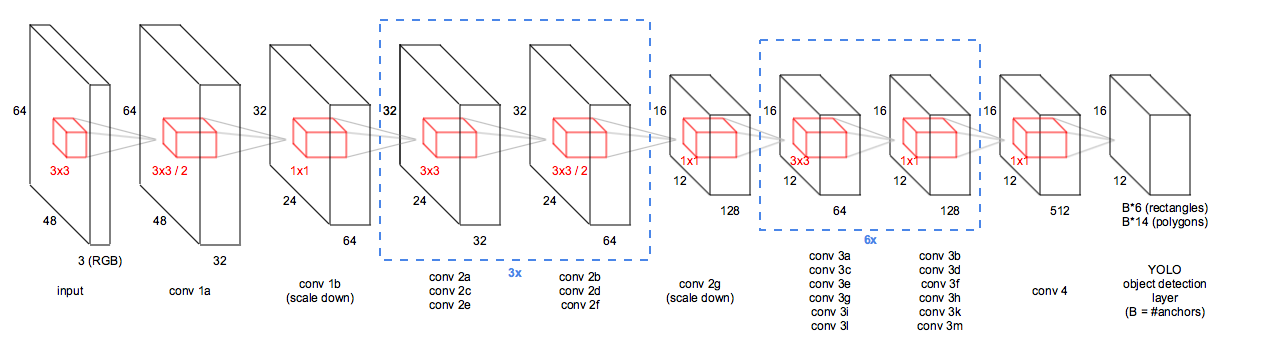 64
3x3
48
3 (RGB)
input
64
3x3 / 2
48
32
conv 1a
32
1x1
24
64
conv 1b
(scale down)
32
3x3
24
32
conv 2a
conv 2c
conv 2e
32
3x3 / 2
24
64
conv 2b
conv 2d
conv 2f
3x
16
1x1
12
128
conv 2g
(scale down)
16
3x3
12
64
conv 3a
conv 3c
conv 3e
conv 3g
conv 3i
conv 3l
16
1x1
12
128
conv 3b
conv 3d
conv 3f
conv 3h
conv 3k
conv 3m
6x
16
1x1
12
512
conv 4
16
12
B*6 (rectangles)
B*14 (polygons)
YOLO
object detection
layer
(B = #anchors)